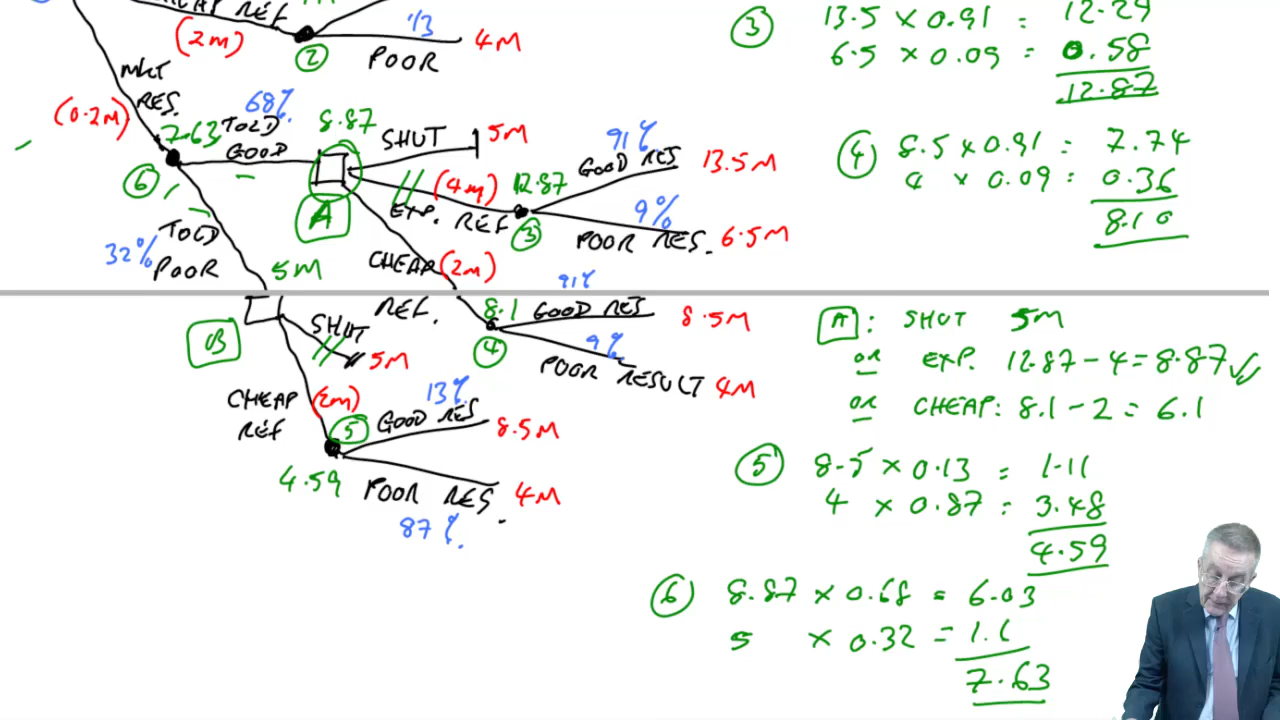 CHEAP REF
(2m)
2
1/3
POOR
4M
MKT RES.
(0.2M)
7.63
6
68%
TOLD GOOD
8.87
A
SHUT
5M
(4m)
EXP. REF
12.87
3
91%
GOOD RES
13.5M
9%
POOR RES.
6.5M
CHEAP REF.
(2m)
8.1
4
91%
GOOD RES
8.5M
9%
POOR RESULT
4M
32%
TOLD POOR
5M
B
SHUT
5M
CHEAP REF
(2m)
5
4.59
13%
GOOD RES
8.5M
POOR RES.
4M
87%
3
13.5 × 0.91 = 12.29
6.5 × 0.09 = 0.58
12.87
4
8.5 × 0.91 = 7.74
4 × 0.09 = 0.36
8.10
A : SHUT 5M
OR EXP. 12.87 - 4 = 8.87 ✓
OR CHEAP: 8.1 - 2 = 6.1
5
8.5 × 0.13 = 1.11
4 × 0.87 = 3.48
4.59
6
8.87 × 0.68 = 6.03
5 × 0.32 = 1.6
7.63